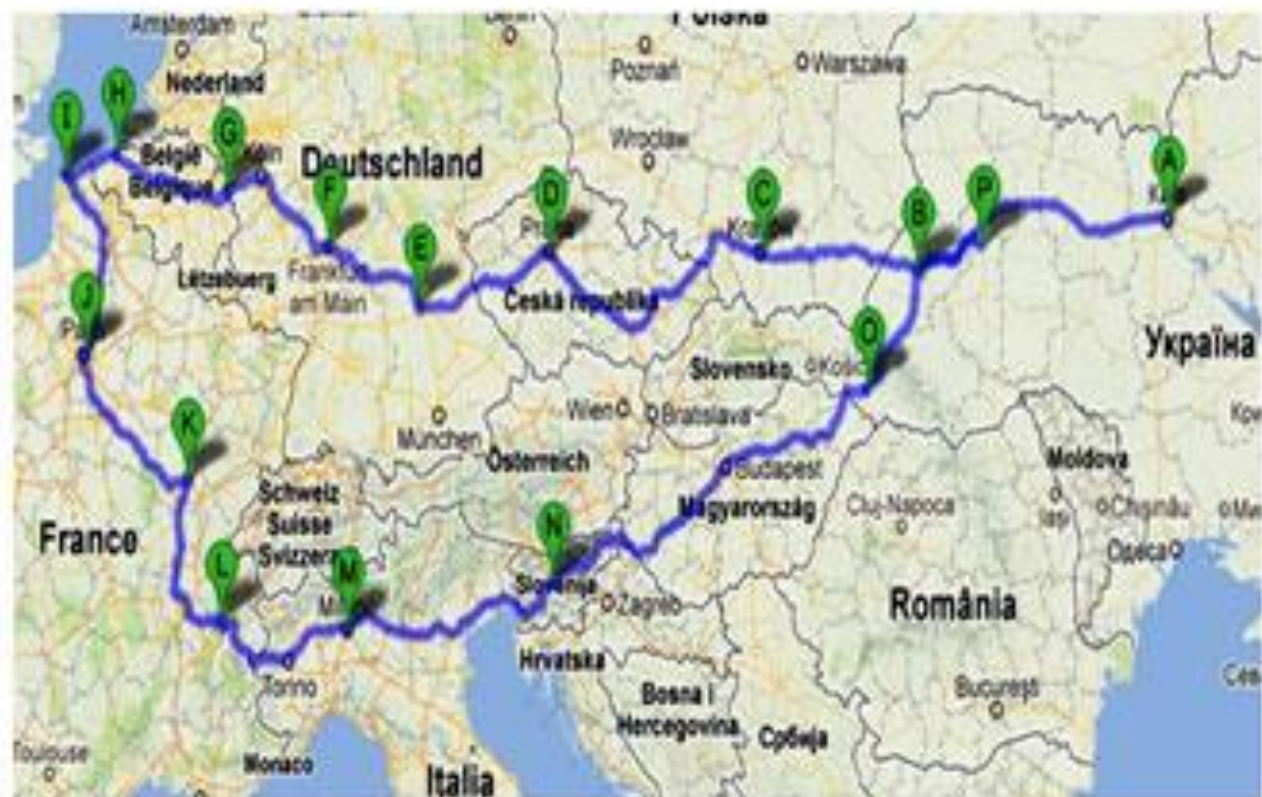 Polska
Amsterdam
Berlin
Nederland
Poznań
Warszawa
H
I
G
België
Belgique
Deutschland
Wrocław
A
F
D
C
B
P
E
Lëtzebuerg
Frankfurt
am Main
Česká republika
J
Україна
O
Slovensko
Wien
Bratislava
K
München
Österreich
Budapest
Moldova
Schweiz
Suisse
Svizzera
Magyarország
Cluj-Napoca
Iași
Chișinău
France
N
Одеса
L
M
Slovenija
Zagreb
România
Hrvatska
Torino
Bosna i
Hercegovina
București
Toulouse
Monaco
Србија
Italia